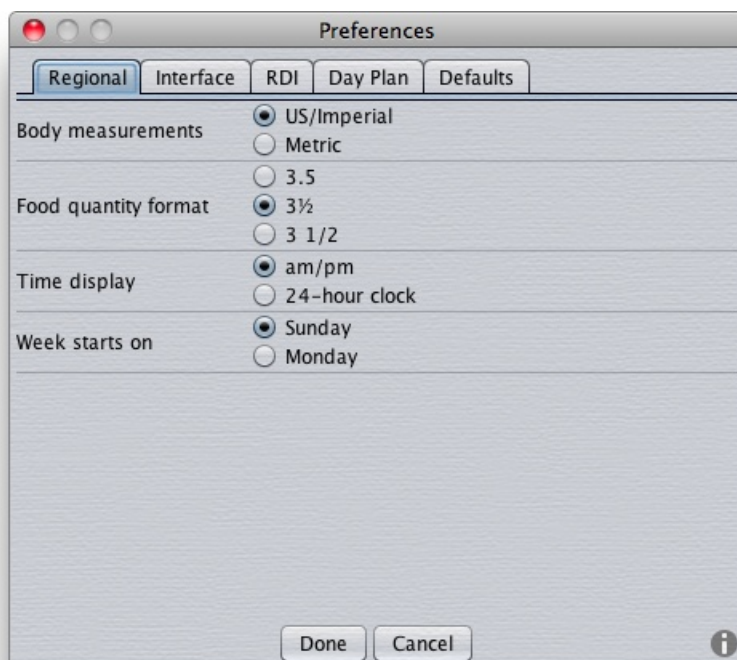 Preferences
Regional Interface RDI Day Plan Defaults
Body measurements
US/Imperial
Metric
Food quantity format
3.5
3½
3 1/2
Time display
am/pm
24-hour clock
Week starts on
Sunday
Monday
Done Cancel